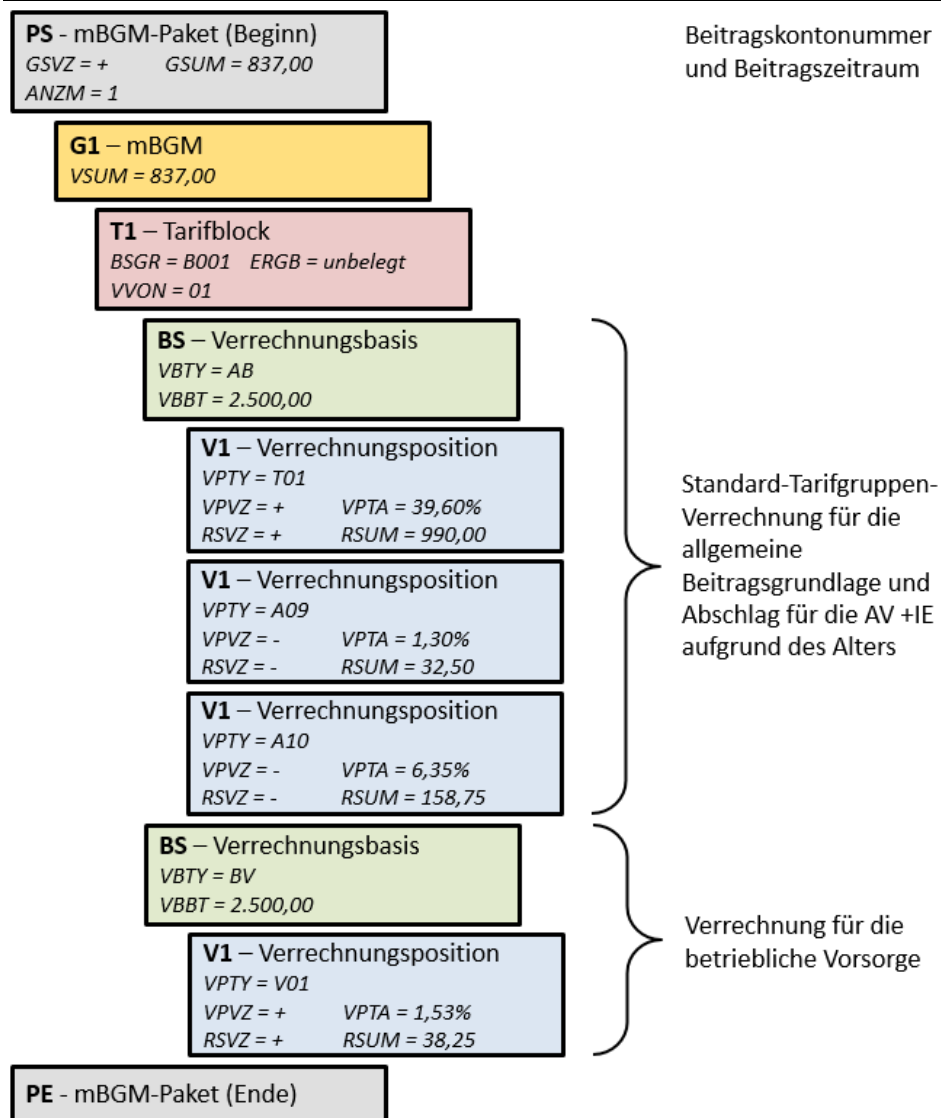 PS - mBGM-Paket (Beginn)
GSVZ = + GSUM = 837,00
ANZM = 1
Beitragskontonummer
und Beitragszeitraum
G1 – mBGM
VSUM = 837,00
T1 – Tarifblock
BSGR = B001 ERGB = unbelegt
VVON = 01
BS – Verrechnungsbasis
VBTY = AB
VBBT = 2.500,00
V1 – Verrechnungsposition
VPTY = T01
VPVZ = + VPTA = 39,60%
RSVZ = + RSUM = 990,00
V1 – Verrechnungsposition
VPTY = A09
VPVZ = - VPTA = 1,30%
RSVZ = - RSUM = 32,50
V1 – Verrechnungsposition
VPTY = A10
VPVZ = - VPTA = 6,35%
RSVZ = - RSUM = 158,75
Standard-Tarifgruppen-
Verrechnung für die
allgemeine
Beitragsgrundlage und
Abschlag für die AV +IE
aufgrund des Alters
BS – Verrechnungsbasis
VBTY = BV
VBBT = 2.500,00
V1 – Verrechnungsposition
VPTY = V01
VPVZ = + VPTA = 1,53%
RSVZ = + RSUM = 38,25
Verrechnung für die
betriebliche Vorsorge
PE - mBGM-Paket (Ende)